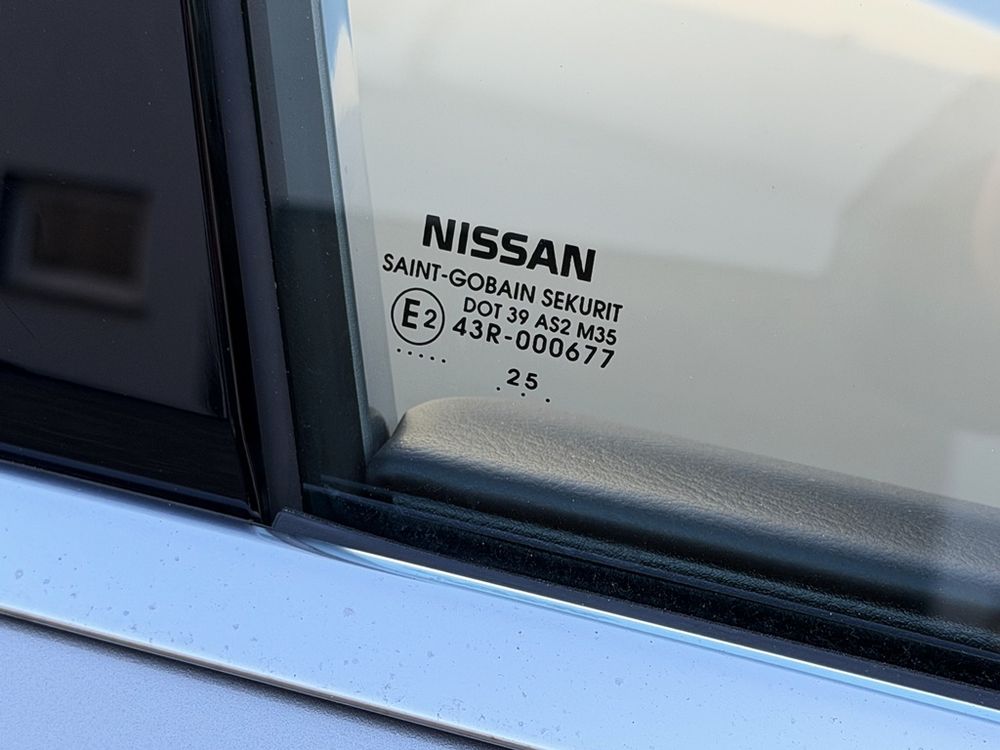 NISSAN
SAINT-GOBAIN SEKURIT
DOT 39 AS2 M35
E2 43R-000677
25